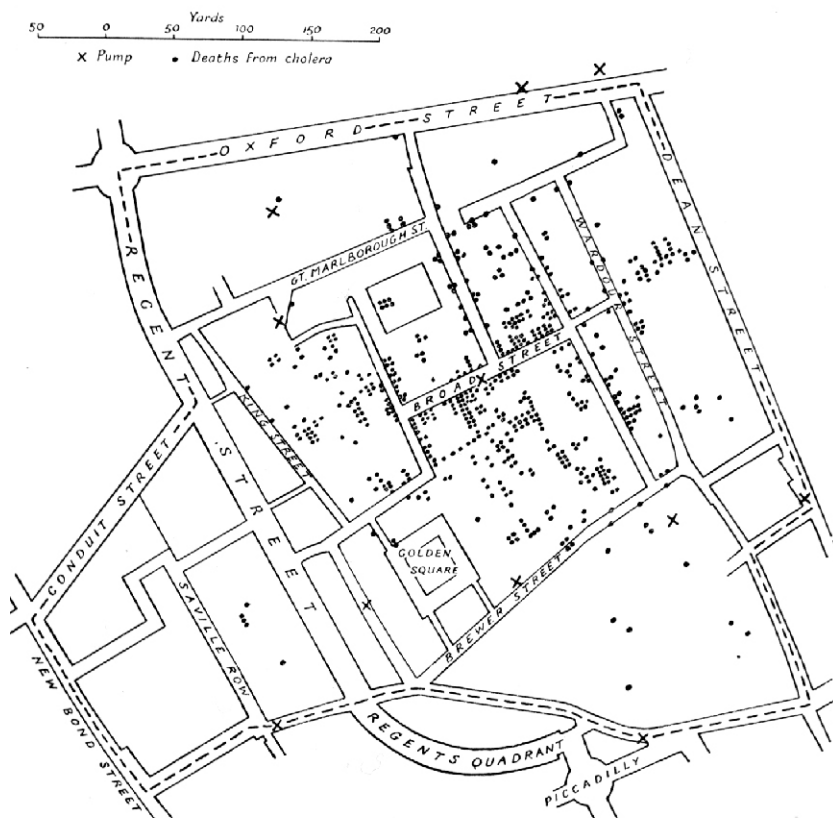 Yards
50 0 50 100 150 200
× Pump • Deaths from cholera
OXFORD STREET
REGENT STREET
GT. MARLBOROUGH ST.
WARDOUR STREET
DEAN STREET
BROAD STREET
KING STREET
CONDUIT STREET
GOLDEN
SQUARE
BREWER STREET
SAVILLE ROW
NEW BOND STREET
REGENTS QUADRANT
PICCADILLY